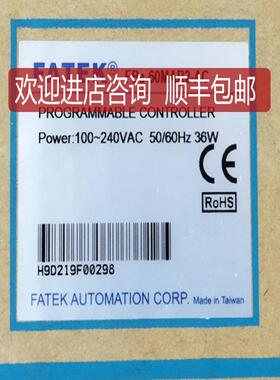 FATEK®
欢迎进店咨询 顺丰包邮
PROGRAMMABLE CONTROLLER
Power:100~240VAC 50/60Hz 36W
CE
RoHS
H9D219F00298
FATEK AUTOMATION CORP. Made in Taiwan